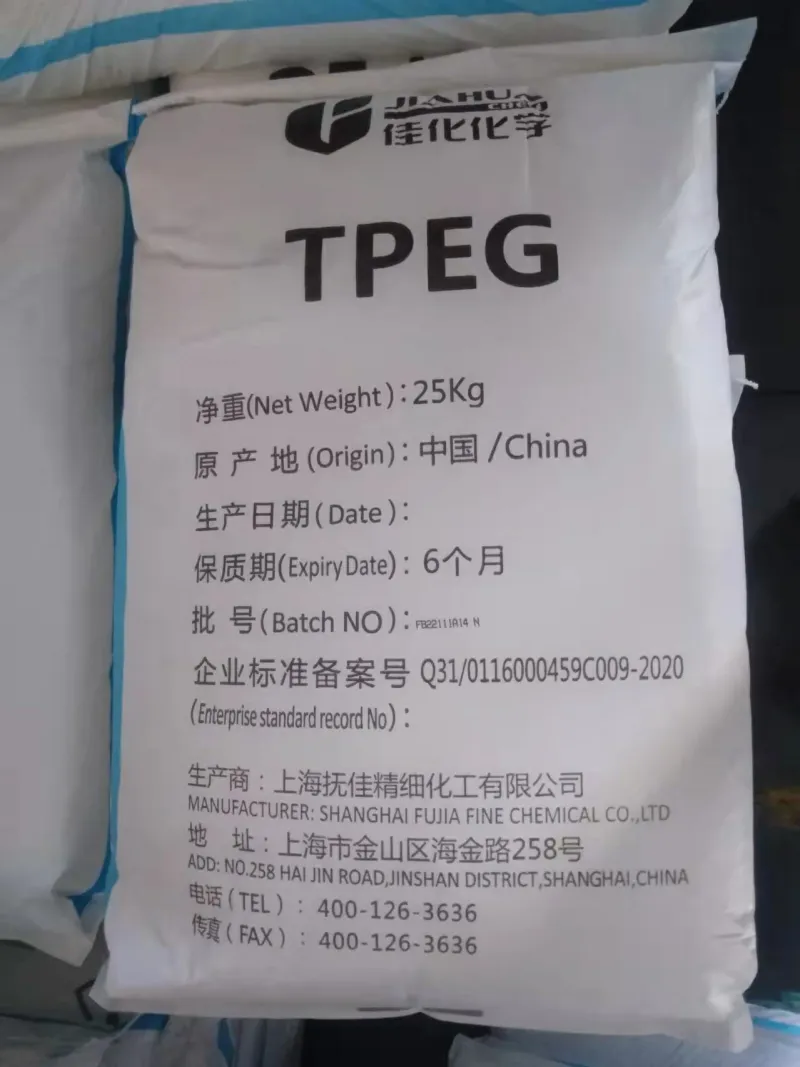 JIAHUA
CHEM
佳化化学
TPEG
净重(Net Weight):25Kg
原 产 地 (Origin): 中国 /China
生产日期(Date):
保质期(Expiry Date): 6个月
批 号(Batch NO): FB22111A14 N
企业标准备案号 Q31/0116000459C009-2020
(Enterprise standard record No):
生产商:上海抚佳精细化工有限公司
MANUFACTURER: SHANGHAI FUJIA FINE CHEMICAL CO.,LTD
地 址:上海市金山区海金路258号
ADD: NO.258 HAI JIN ROAD,JINSHAN DISTRICT,SHANGHAI,CHINA
电话(TEL): 400-126-3636
传真(FAX): 400-126-3636